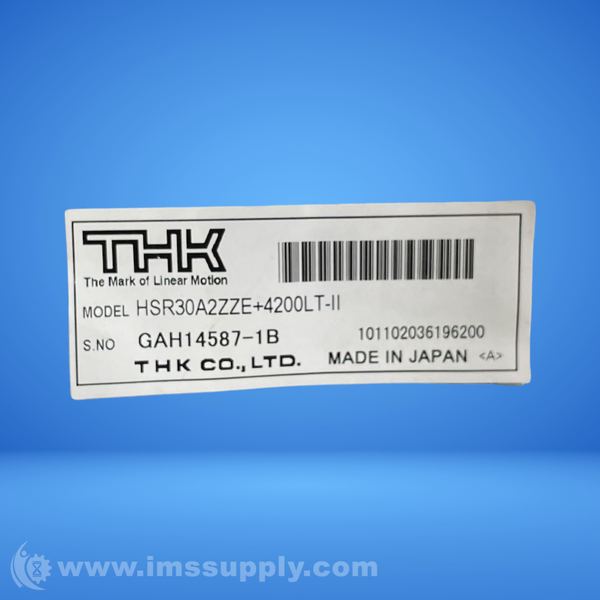 THK
The Mark of Linear Motion
MODEL HSR30A2ZZE+4200LT-II
S.NO GAH14587-1B
101102036196200
THK CO.,LTD. MADE IN JAPAN <A>
www.imssupply.com